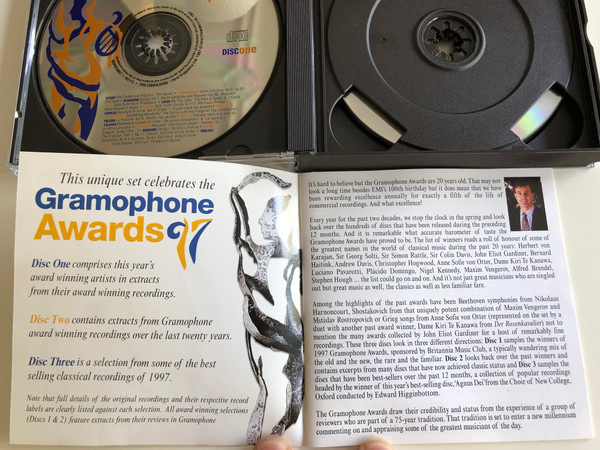 DISCONE
This unique set celebrates the
Gramophone
Awards 97
Disc One comprises this year's
award winning artists in extracts
from their award winning recordings.
Disc Two contains extracts from Gramophone
award winning recordings over the last twenty years.
Disc Three is a selection from some of the best
selling classical recordings of 1997.
Note that full details of the original recordings and their respective record
labels are clearly listed against each selection. All award winning selections
(Discs 1 & 2) feature extracts from their reviews in Gramophone
It's hard to believe but the Gramophone Awards are 20 years old. That may not
look a long time besides EMI's 100th birthday but it does mean that we have
been rewarding excellence annually for exactly a fifth of the life of
commercial recordings. And what excellence!
Every year for the past two decades, we stop the clock in the spring and look
back over the hundreds of discs that have been released during the preceding
12 months. And it is remarkable what accurate barometer of taste the
Gramophone Awards have proved to be. The list of winners reads a roll of honour of some of
the greatest names in the world of classical music during the past 20 years: Herbert von
Karajan, Sir Georg Solti, Sir Simon Rattle, Sir Colin Davis, John Eliot Gardiner, Bernard
Haitink, Andrew Davis, Christopher Hogwood, Anne Sofie von Otter, Dame Kiri Te Kanawa,
Luciano Pavarotti, Plácido Domingo, Nigel Kennedy, Maxim Vengerov, Alfred Brendel,
Stephen Hough ... the list could go on and on. And it's not just great musicians who are singled
out but great music as well, the classics as well as less familiar fare.
Among the highlights of the past awards have been Beethoven symphonies from Nikolaus
Harnoncourt, Shostakovich from that uniquely potent combination of Maxim Vengerov and
Mstislav Rostropovich or Grieg songs from Anne Sofie von Otter (represented on the set by a
duet with another past award winner, Dame Kiri Te Kanawa from Der Rosenkavalier) not to
mention the many awards collected by John Eliot Gardiner for a host of remarkably fine
recordings. These three discs look in three different directions: Disc 1 samples the winners of
1997 Gramophone Awards, sponsored by Britannia Music Club, a typically wandering mix of
the old and the new, the rare and the familiar. Disc 2 looks back over the past winners and
contains excerpts from many discs that have now achieved classic status and Disc 3 samples the
discs that have been best-sellers over the past 12 months, a collection of popular recordings
headed by the winner of this year's best-selling disc, 'Agnus Dei' from the Choir of New College,
Oxford conducted by Edward Higginbottom.
The Gramophone Awards draw their credibility and status from the experience of a group of
reviewers who are part of a 75-year tradition. That tradition is set to enter a new millennium
commenting on and appraising some of the greatest musicians of the day.